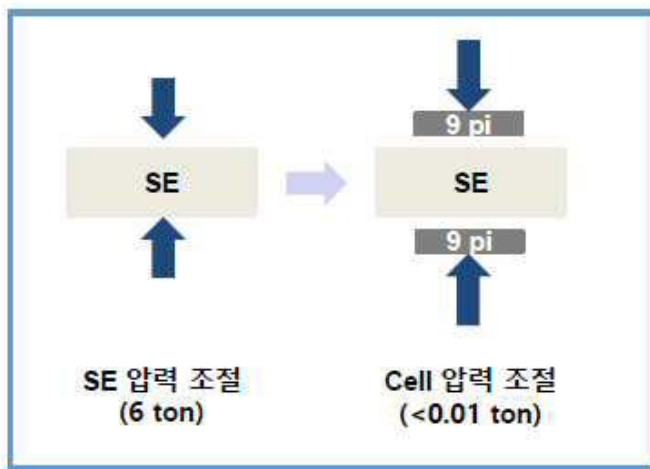 9 pi
SE
SE
9 pi
SE 압력 조절
(6 ton)
Cell 압력 조절
(<0.01 ton)